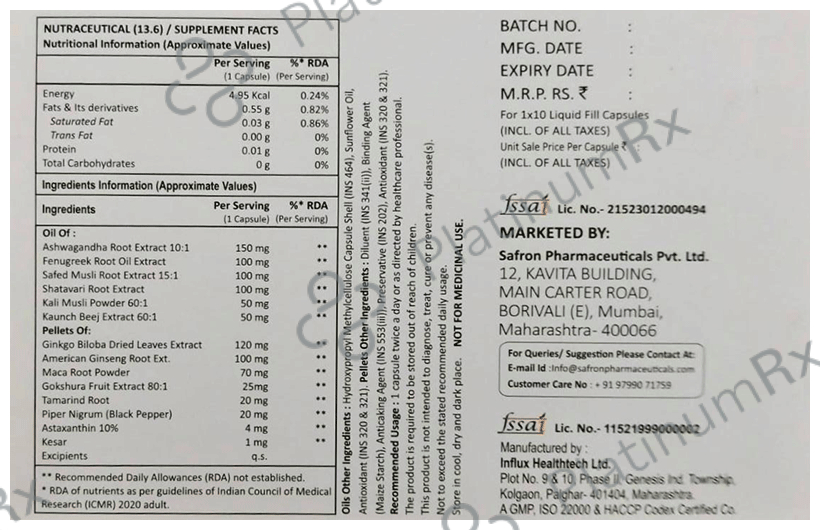 NUTRACEUTICAL (13.6) / SUPPLEMENT FACTS
Nutritional Information (Approximate Values)
Per Serving (1 Capsule) %* RDA (Per Serving)
Energy 4.95 Kcal 0.24%
Fats & Its derivatives 0.55 g 0.82%
Saturated Fat 0.03 g 0.86%
Trans Fat 0.00 g 0%
Protein 0.01 g 0%
Total Carbohydrates 0 g 0%
Ingredients Information (Approximate Values)
Ingredients Per Serving (1 Capsule) %* RDA (Per Serving)
Oil Of :
Ashwagandha Root Extract 10:1 150 mg **
Fenugreek Root Oil Extract 100 mg **
Safed Musli Root Extract 15:1 100 mg **
Shatavari Root Extract 100 mg **
Kali Musli Powder 60:1 50 mg **
Kaunch Beej Extract 60:1 50 mg **
Pellets Of:
Ginkgo Biloba Dried Leaves Extract 120 mg **
American Ginseng Root Ext. 100 mg **
Maca Root Powder 70 mg **
Gokshura Fruit Extract 80:1 25mg **
Tamarind Root 20 mg **
Piper Nigrum (Black Pepper) 20 mg **
Astaxanthin 10% 4 mg **
Kesar 1 mg **
Excipients q.s.
** Recommended Daily Allowances (RDA) not established.
* RDA of nutrients as per guidelines of Indian Council of Medical
Research (ICMR) 2020 adult.
Oils Other Ingredients : Hydroxypropyl Methylcellulose Capsule Shell (INS 464), Sunflower Oil,
Antioxidant (INS 320 & 321). Pellets Other Ingredients : Diluent (INS 341(ii)), Binding Agent
(Maize Starch), Anticaking Agent (INS 553(iii)), Preservative (INS 202), Antioxidant (INS 320 & 321).
Recommended Usage : 1 capsule twice a day or as directed by healthcare professional.
The product is required to be stored out of reach of children.
This product is not intended to diagnose, treat, cure or prevent any disease(s).
Not to exceed the stated recommended daily usage.
Store in cool, dry and dark place. NOT FOR MEDICINAL USE.
BATCH NO. :
MFG. DATE :
EXPIRY DATE :
M.R.P. RS. ₹ :
For 1x10 Liquid Fill Capsules
(INCL. OF ALL TAXES)
Unit Sale Price Per Capsule ₹ :
(INCL. OF ALL TAXES)
fssai Lic. No.- 21523012000494
MARKETED BY:
Safron Pharmaceuticals Pvt. Ltd.
12, KAVITA BUILDING,
MAIN CARTER ROAD,
BORIVALI (E), Mumbai,
Maharashtra- 400066
For Queries/ Suggestion Please Contact At:
E-mail Id :Info@safronpharmaceuticals.com
Customer Care No : + 91 97990 71759
fssai Lic. No.- 11521999000002
Manufactured by :
Influx Healthtech Ltd.
Plot No. 9 & 10, Phase II, Genesis Ind. Township,
Kolgaon, Palghar- 401404, Maharashtra.
A GMP, ISO 22000 & HACCP Codex Certified Co.
PlatinumRx
PlatinumRx
PlatinumRx
Rx